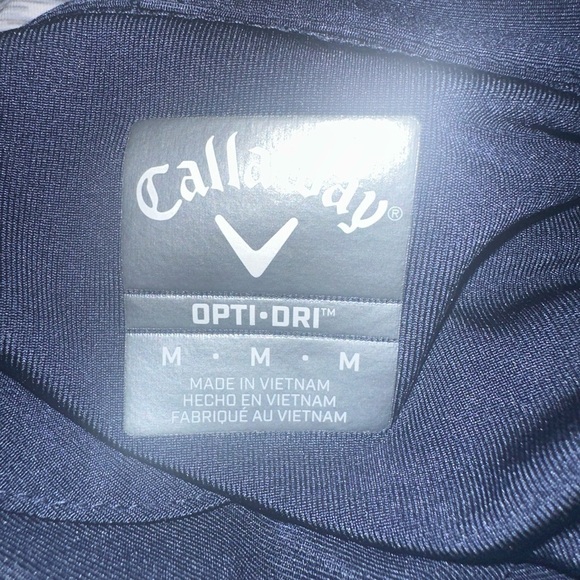 Callaway®
OPTI•DRI™
M • M • M
MADE IN VIETNAM
HECHO EN VIETNAM
FABRIQUÉ AU VIETNAM